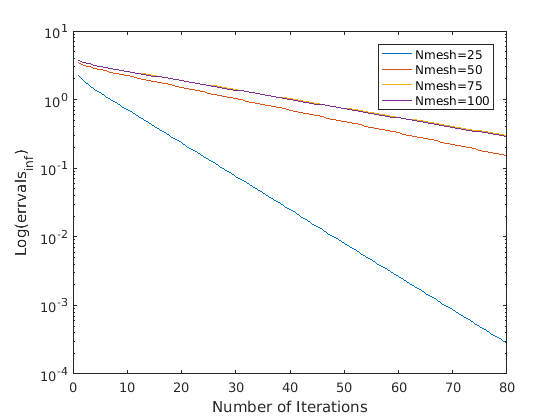 10^1
10^0
10^-1
10^-2
10^-3
10^-4
Log(errvals_inf)
Nmesh=25
Nmesh=50
Nmesh=75
Nmesh=100
0 10 20 30 40 50 60 70 80
Number of Iterations